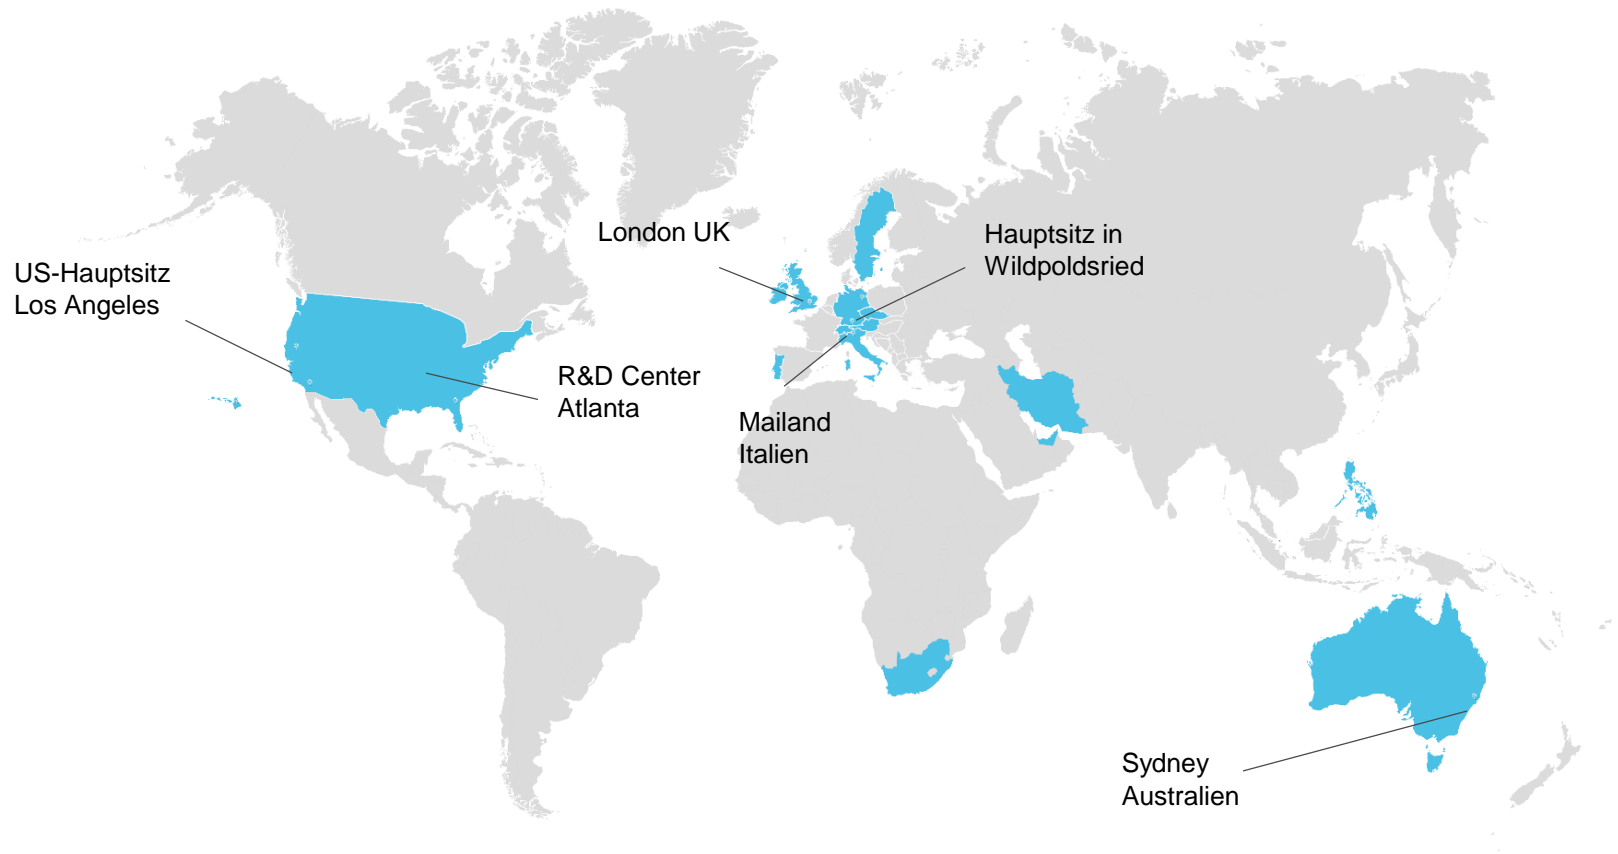 London UK
Hauptsitz in
Wildpoldsried
US-Hauptsitz
Los Angeles
R&D Center
Atlanta
Mailand
Italien
Sydney
Australien